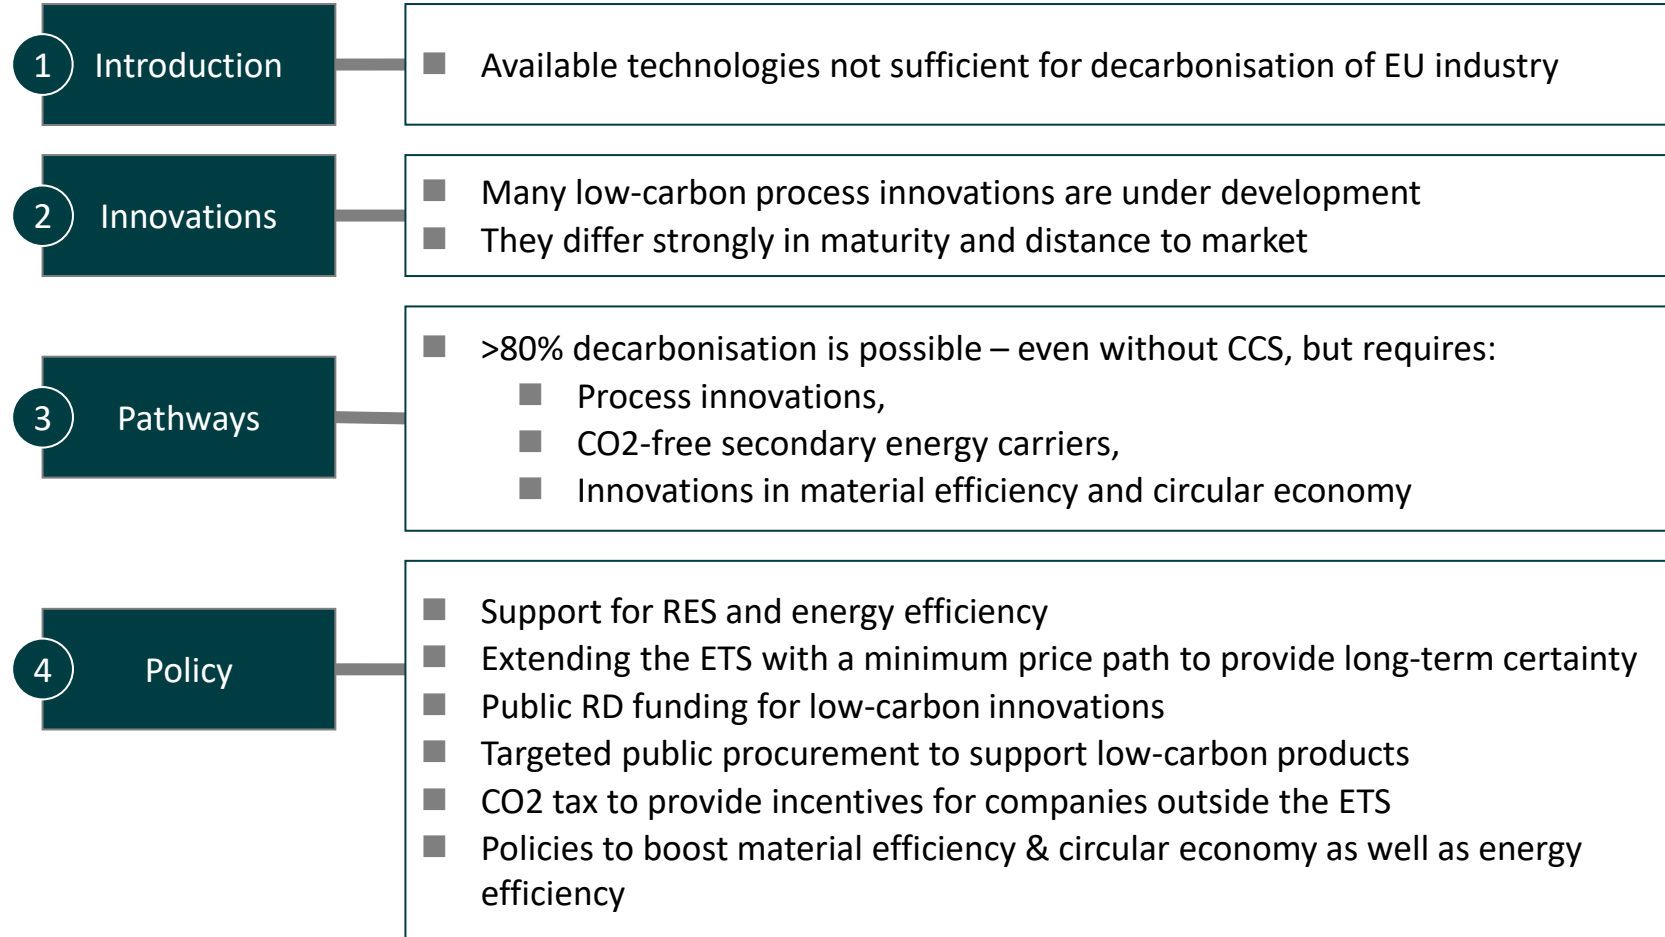 1 Introduction
Available technologies not sufficient for decarbonisation of EU industry
2 Innovations
Many low-carbon process innovations are under development
They differ strongly in maturity and distance to market
3 Pathways
>80% decarbonisation is possible – even without CCS, but requires:
Process innovations,
CO2-free secondary energy carriers,
Innovations in material efficiency and circular economy
4 Policy
Support for RES and energy efficiency
Extending the ETS with a minimum price path to provide long-term certainty
Public RD funding for low-carbon innovations
Targeted public procurement to support low-carbon products
CO2 tax to provide incentives for companies outside the ETS
Policies to boost material efficiency & circular economy as well as energy
efficiency